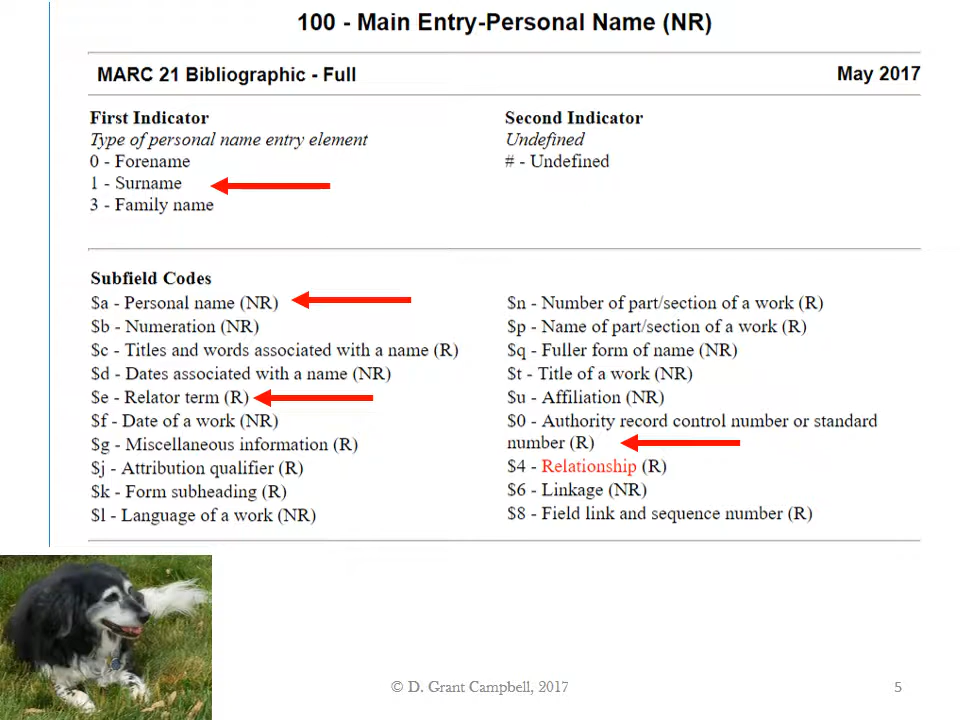 100 - Main Entry-Personal Name (NR)
MARC 21 Bibliographic - Full
May 2017
First Indicator
Type of personal name entry element
0 - Forename
1 - Surname
3 - Family name
Second Indicator
Undefined
# - Undefined
Subfield Codes
$a - Personal name (NR)
$b - Numeration (NR)
$c - Titles and words associated with a name (R)
$d - Dates associated with a name (NR)
$e - Relator term (R)
$f - Date of a work (NR)
$g - Miscellaneous information (R)
$j - Attribution qualifier (R)
$k - Form subheading (R)
$l - Language of a work (NR)
$n - Number of part/section of a work (R)
$p - Name of part/section of a work (R)
$q - Fuller form of name (NR)
$t - Title of a work (NR)
$u - Affiliation (NR)
$0 - Authority record control number or standard
number (R)
$4 - Relationship (R)
$6 - Linkage (NR)
$8 - Field link and sequence number (R)
© D. Grant Campbell, 2017
5